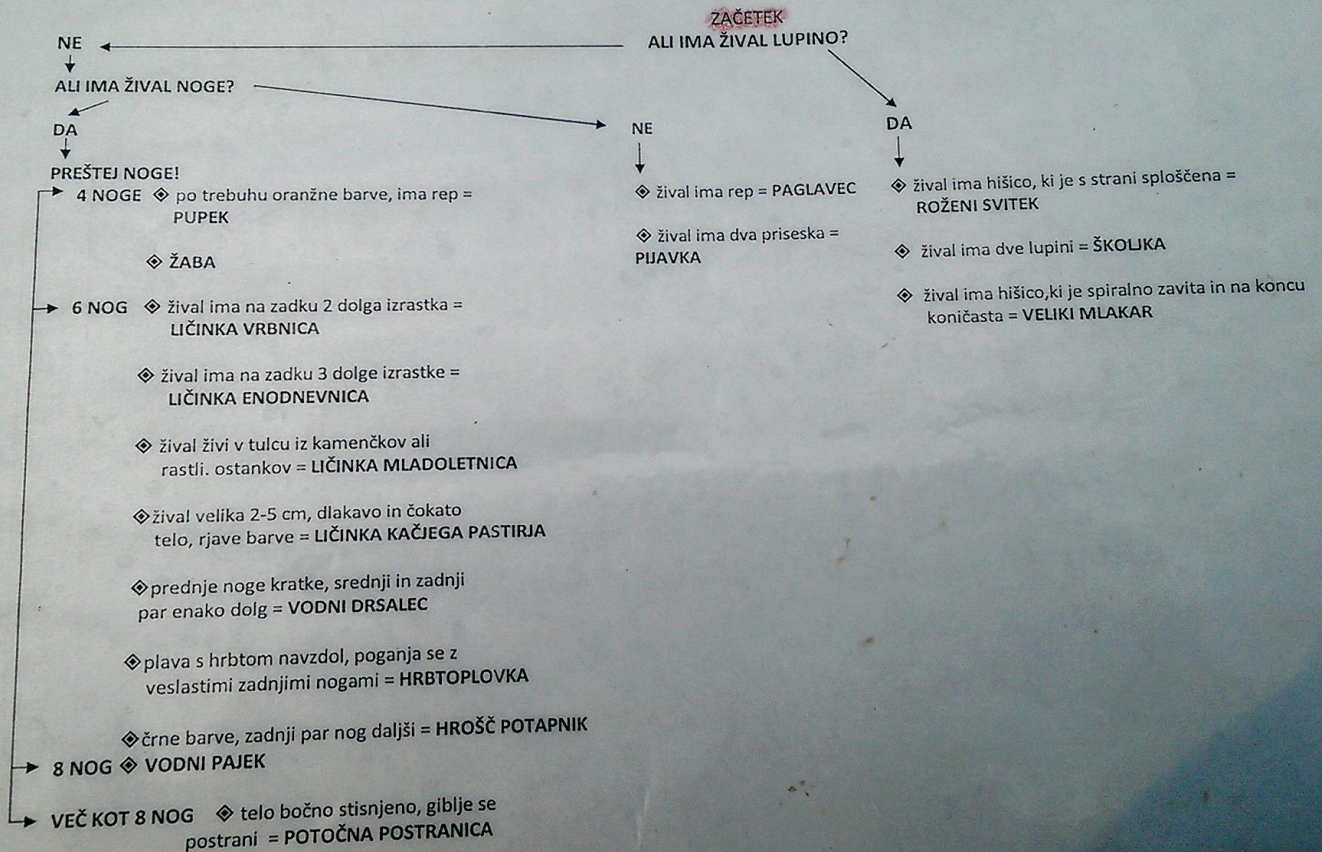 ZAČETEK
ALI IMA ŽIVAL LUPINO?
NE
ALI IMA ŽIVAL NOGE?
DA
PREŠTEJ NOGE!
4 NOGE po trebuhu oranžne barve, ima rep =
PUPEK
ŽABA
6 NOG žival ima na zadku 2 dolga izrastka =
LIČINKA VRBNICA
žival ima na zadku 3 dolge izrastke =
LIČINKA ENODNEVNICA
žival živi v tulcu iz kamenčkov ali
rastli. ostankov = LIČINKA MLADOLETNICA
žival velika 2-5 cm, dlakavo in čokato
telo, rjave barve = LIČINKA KAČJEGA PASTIRJA
prednje noge kratke, srednji in zadnji
par enako dolg = VODNI DRSALEC
plava s hrbtom navzdol, poganja se z
veslastimi zadnjimi nogami = HRBTOPLOVKA
črne barve, zadnji par nog daljši = HROŠČ POTAPNIK
8 NOG VODNI PAJEK
VEČ KOT 8 NOG telo bočno stisnjeno, giblje se
postrani = POTOČNA POSTRANICA
NE
žival ima rep = PAGLAVEC
žival ima dva priseska =
PIJAVKA
DA
žival ima hišico, ki je s strani sploščena =
ROŽENI SVITEK
žival ima dve lupini = ŠKOLJKA
žival ima hišico,ki je spiralno zavita in na koncu
koničasta = VELIKI MLAKAR